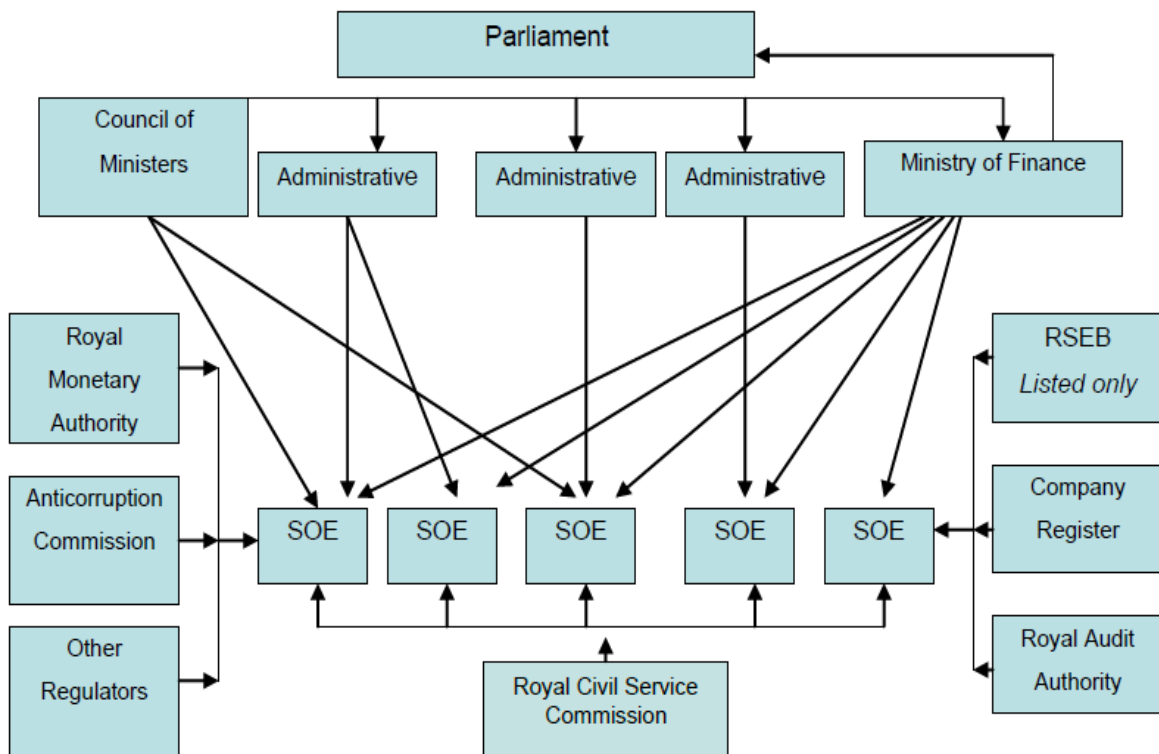 Parliament
Council of
Ministers
Administrative
Administrative
Administrative
Ministry of Finance
Royal
Monetary
Authority
RSEB
Listed only
Anticorruption
Commission
SOE
SOE
SOE
SOE
SOE
Company
Register
Other
Regulators
Royal Civil Service
Commission
Royal Audit
Authority